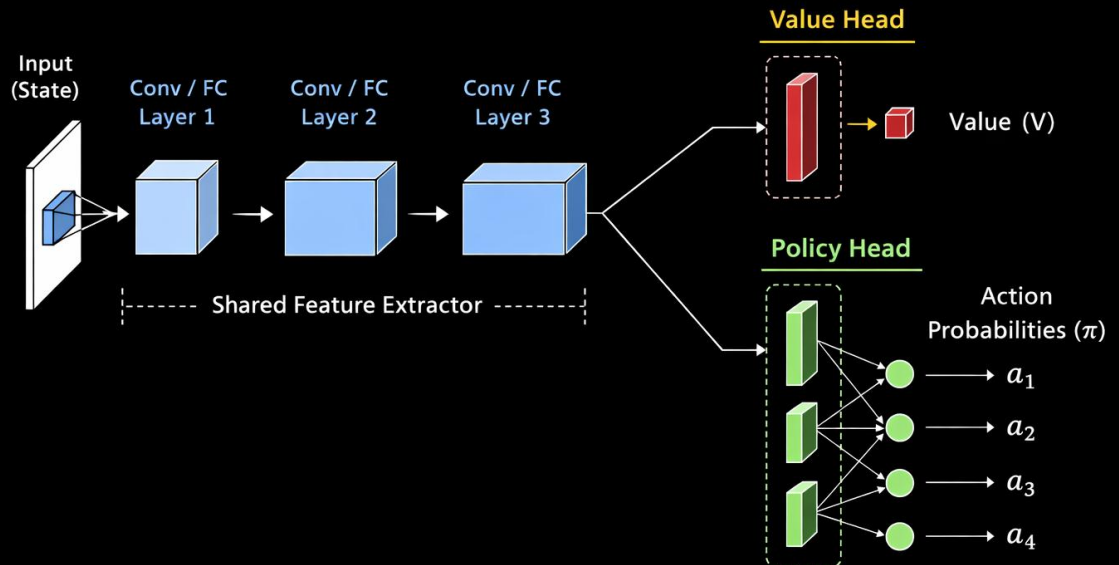 Value Head
Input
(State)
Conv / FC
Layer 1
Conv / FC
Layer 2
Conv / FC
Layer 3
Value (V)
Policy Head
Shared Feature Extractor
Action
Probabilities (π)
a₁
a₂
a₃
a₄